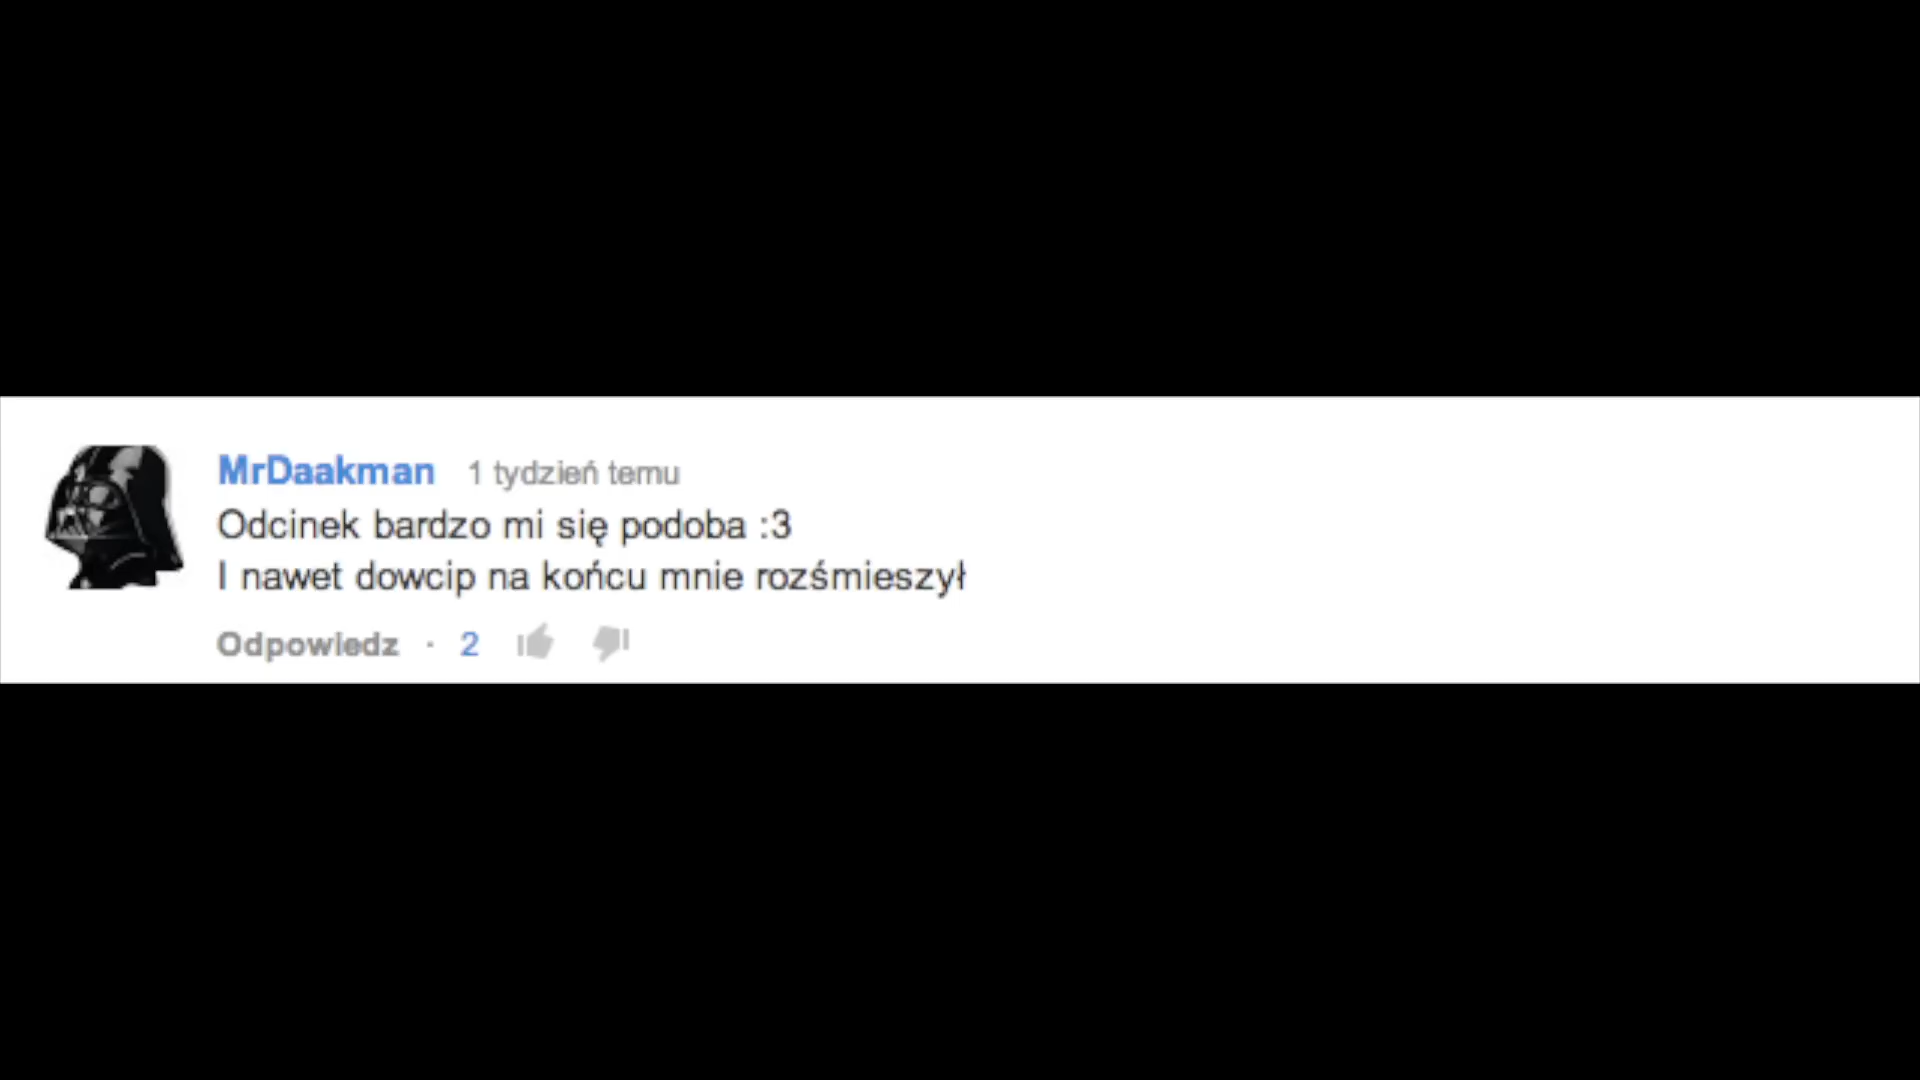 MrDaakman 1 tydzień temu
Odcinek bardzo mi się podoba :3
I nawet dowcip na końcu mnie rozśmieszył
Odpowiedz · 2